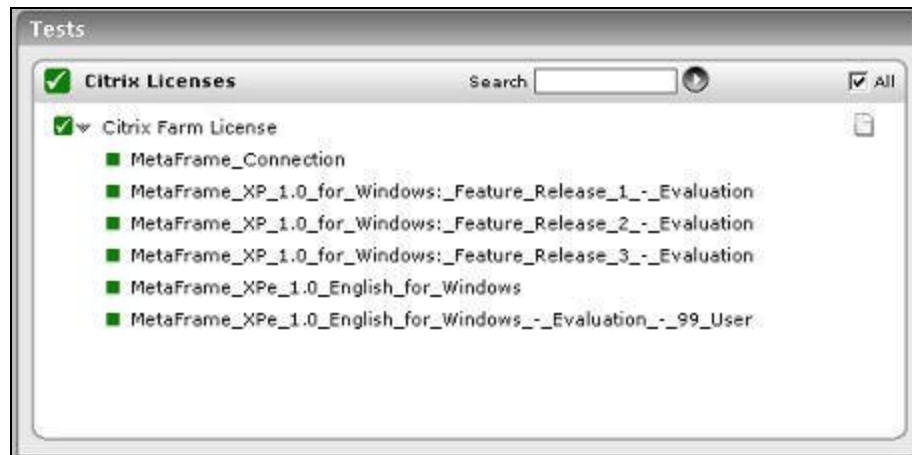 Tests
Citrix Licenses Search All
Citrix Farm License
MetaFrame_Connection
MetaFrame_XP_1.0_for_Windows:_Feature_Release_1_-_Evaluation
MetaFrame_XP_1.0_for_Windows:_Feature_Release_2_-_Evaluation
MetaFrame_XP_1.0_for_Windows:_Feature_Release_3_-_Evaluation
MetaFrame_XPe_1.0_English_for_Windows
MetaFrame_XPe_1.0_English_for_Windows_-_Evaluation_-_99_User